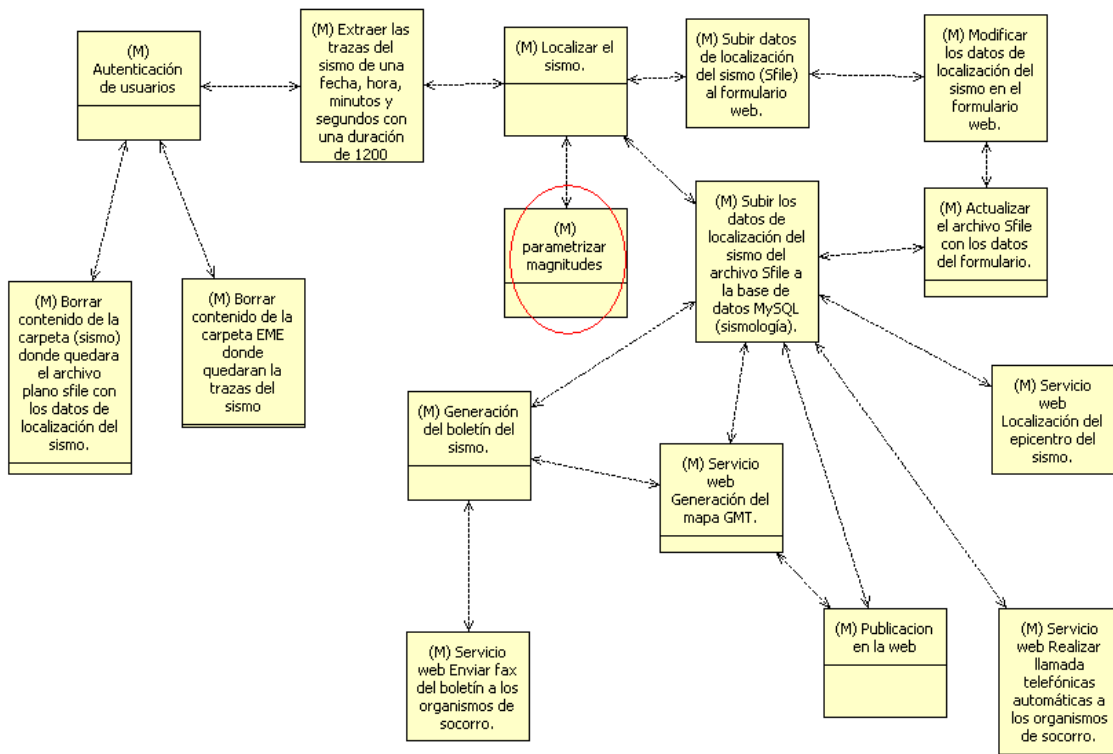 (M)
Autenticación
de usuarios
(M) Extraer las
trazas del
sismo de una
fecha, hora,
minutos y
segundos con
una duración
de 1200
(M) Localizar el
sismo.
(M) Subir datos
de localización
del sismo (Sfile)
al formulario
web.
(M) Modificar
los datos de
localización del
sismo en el
formulario
web.
(M)
parametrizar
magnitudes
(M) Subir los
datos de
localización del
sismo del
archivo Sfile a
la base de
datos MySQL
(sismología).
(M) Actualizar
el archivo Sfile
con los datos
del formulario.
(M) Borrar
contenido de la
carpeta (sismo)
donde quedara
el archivo
plano sfile con
los datos de
localización del
sismo.
(M) Borrar
contenido de la
carpeta EME
donde
quedaran la
trazas del
sismo
(M) Generación
del boletín del
sismo.
(M) Servicio
web
Generación del
mapa GMT.
(M) Servicio
web
Localización del
epicentro del
sismo.
(M) Servicio
web Enviar fax
del boletín a los
organismos de
socorro.
(M) Publicacion
en la web
(M) Servicio
web Realizar
llamada
telefónicas
automáticas a
los organismos
de socorro.